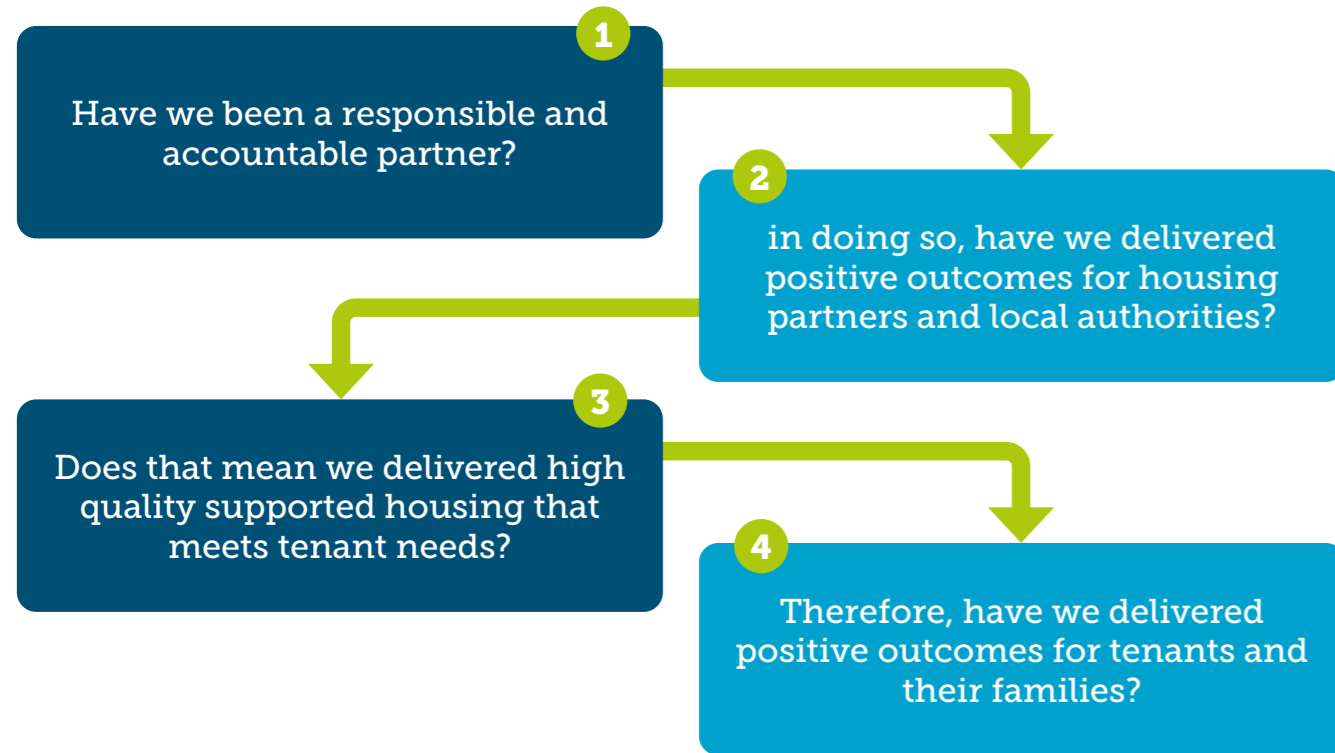 1
Have we been a responsible and
accountable partner?
2
in doing so, have we delivered
positive outcomes for housing
partners and local authorities?
3
Does that mean we delivered high
quality supported housing that
meets tenant needs?
4
Therefore, have we delivered
positive outcomes for tenants and
their families?